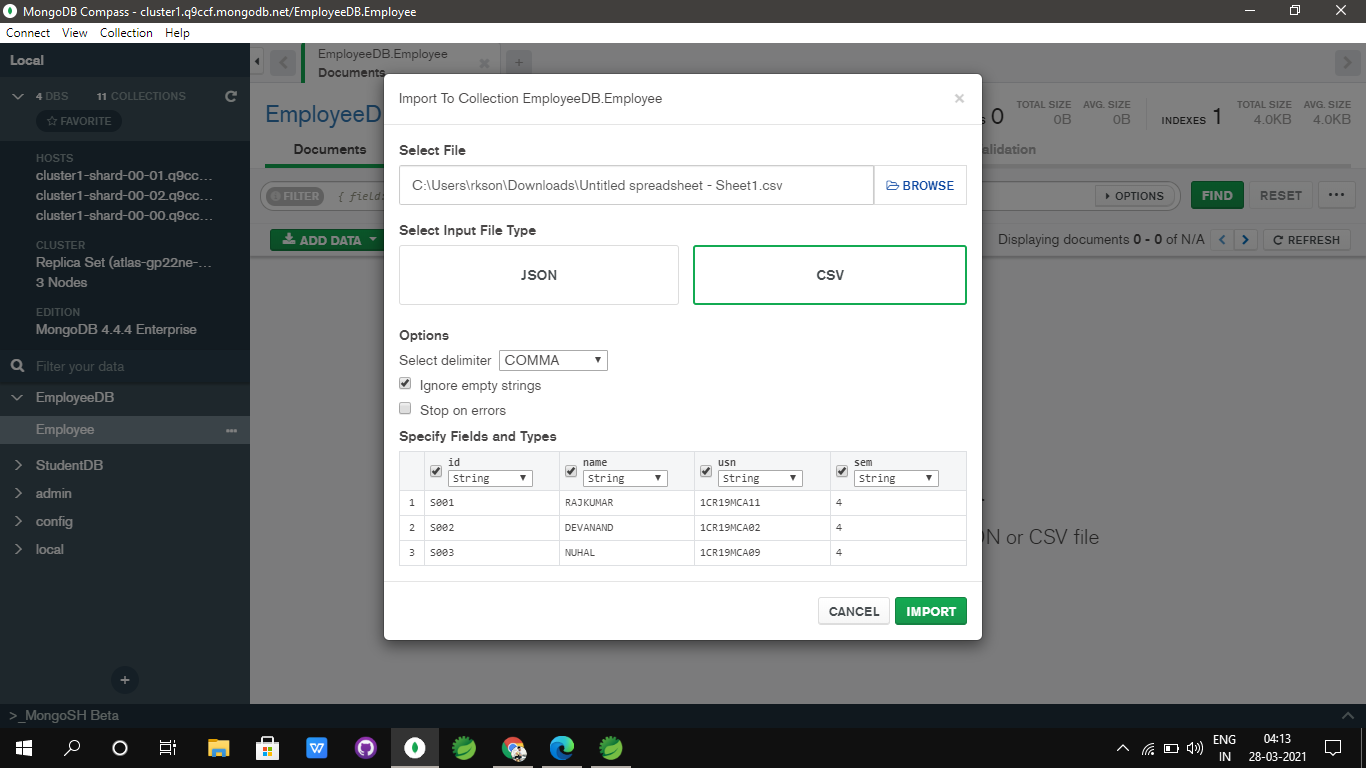 MongoDB Compass - cluster1.q9ccf.mongodb.net/EmployeeDB.Employee
Connect View Collection Help
Local
4 DBS 11 COLLECTIONS
FAVORITE
HOSTS
cluster1-shard-00-01.q9cc...
cluster1-shard-00-02.q9cc...
cluster1-shard-00-00.q9cc...
CLUSTER
Replica Set (atlas-gp22ne-...
3 Nodes
EDITION
MongoDB 4.4.4 Enterprise
Filter your data
EmployeeDB
Employee
StudentDB
admin
config
local
EmployeeDB.Employee
Documents
EmployeeD
S 0 TOTAL SIZE 0B AVG. SIZE 0B INDEXES 1 TOTAL SIZE 4.0KB AVG. SIZE 4.0KB
Documents
alidation
FILTER { field: OPTIONS FIND RESET
ADD DATA Displaying documents 0 - 0 of N/A REFRESH
Import To Collection EmployeeDB.Employee
Select File
C:\Users\rkson\Downloads\Untitled spreadsheet - Sheet1.csv BROWSE
Select Input File Type
JSON CSV
Options
Select delimiter COMMA
Ignore empty strings
Stop on errors
Specify Fields and Types
id name usn sem
String String String String
1 S001 RAJKUMAR 1CR19MCA11 4
2 S002 DEVANAND 1CR19MCA02 4
3 S003 NUHAL 1CR19MCA09 4
CANCEL IMPORT
ON or CSV file
>_MongoSH Beta
ENG
IN
04:13
28-03-2021